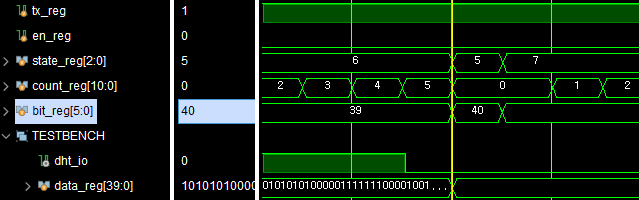 tx_reg 1
en_reg 0
state_reg[2:0] 5 6 5 7
count_reg[10:0] 0 2 3 4 5 0 1 2
bit_reg[5:0] 40 39 40
TESTBENCH
dht_io 0
data_reg[39:0] 10101010000 0101010100000111111100001001...